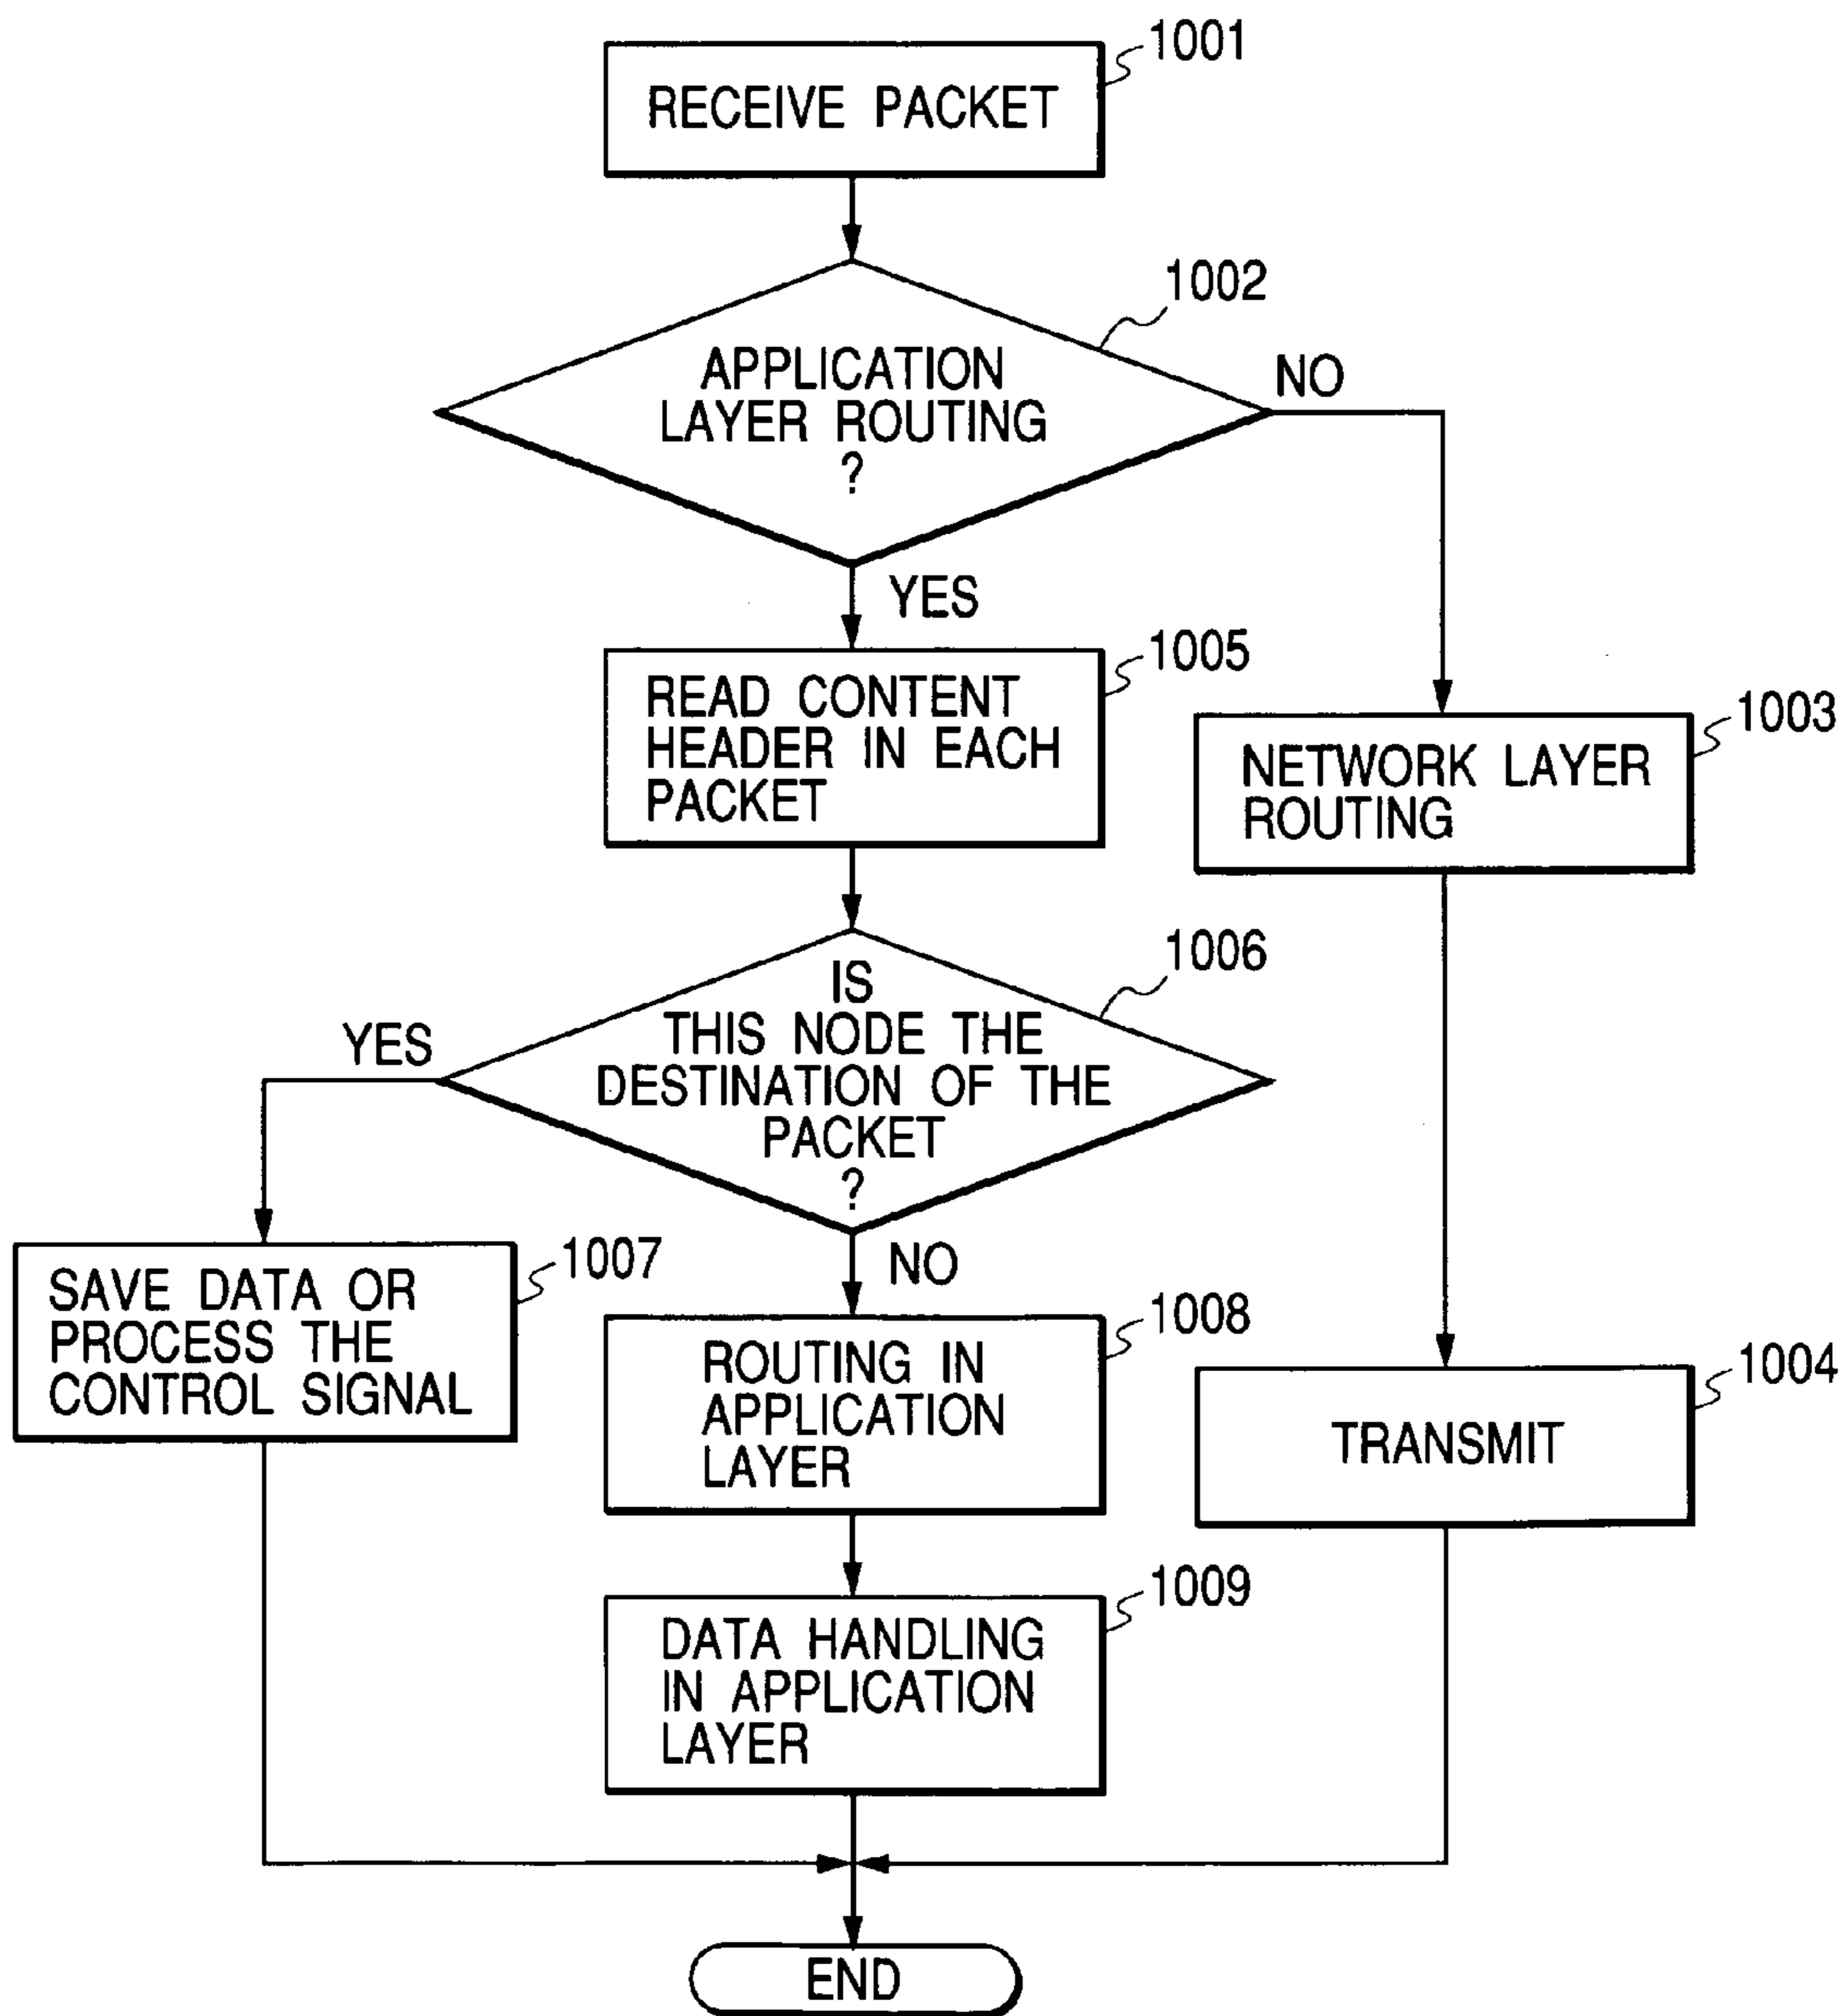 RECEIVE PACKET
1001
APPLICATION
LAYER ROUTING
?
1002
NO
YES
READ CONTENT
HEADER IN EACH
PACKET
1005
NETWORK LAYER
ROUTING
1003
IS
THIS NODE THE
DESTINATION OF THE
PACKET
?
1006
YES
NO
SAVE DATA OR
PROCESS THE
CONTROL SIGNAL
1007
ROUTING IN
APPLICATION
LAYER
1008
TRANSMIT
1004
DATA HANDLING
IN APPLICATION
LAYER
1009
END